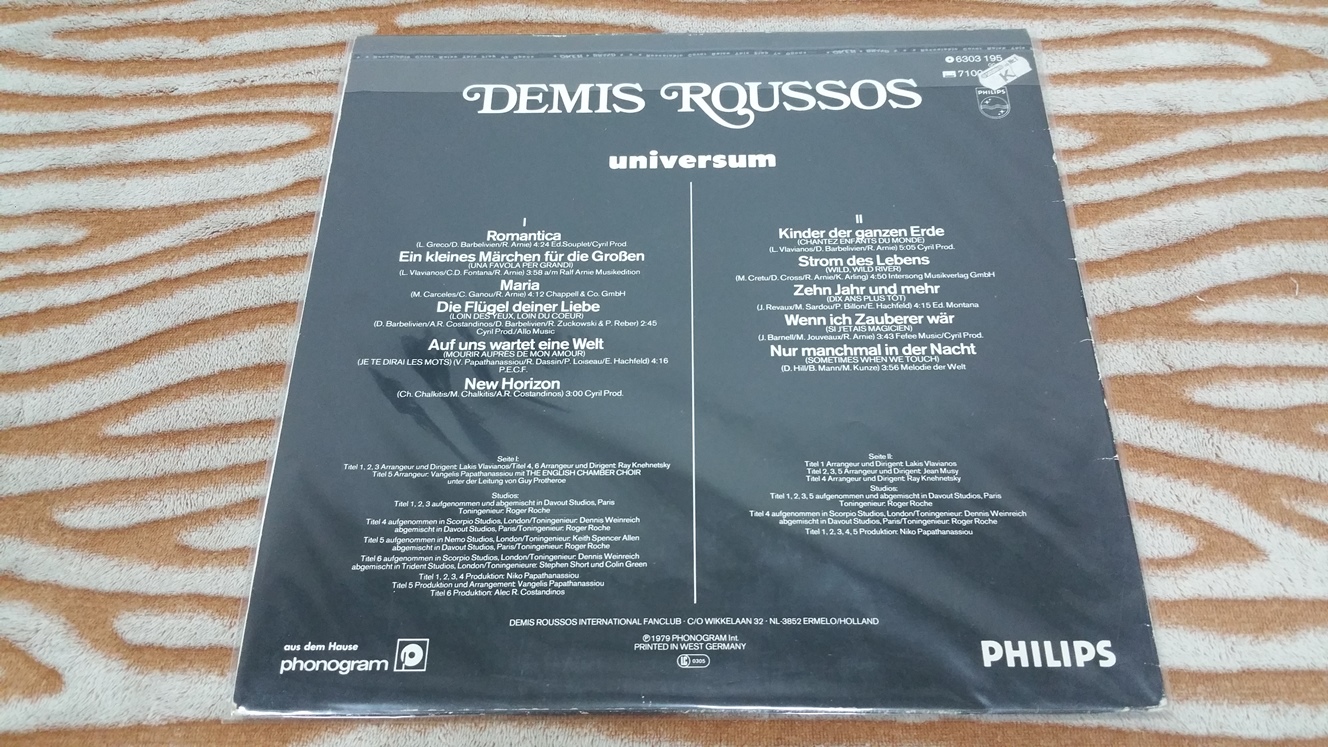 6303 195
DEMIS ROUSSOS
K
PHILIPS
universum
I
Romantica
(L. Greco/D. Barbelivien/R. Arnie) 4:24 Ed.Souplet/Cyril Prod
Ein kleines Märchen für die Großen
(UNA FAVOLA PER GRANDI)
(L. Vlavianos/C.D. Fontana/R. Arnie) 3:58 a/m Ralf Arnie Musikedition
Maria
(M. Carceles/C. Ganou/R. Arnie) 4:12 Chappell & Co. GmbH
Die Flügel deiner Liebe
(LOIN DES YEUX, LOIN DU COEUR)
(D. Barbelivien/A.R. Costandinos/D. Barbelivien/R. Zuckowski & P. Reber) 2:45
Cyril Prod./Allo Music
Auf uns wartet eine Welt
(MOURIR AUPRES DE MON AMOUR)
(JE TE DIRAI LES MOTS) (V. Papathanassiou/R. Dassin/P. Loiseau/E. Hachfeld) 4:16
P.E.C.F.
New Horizon
(Ch. Chalkitis/M. Chalkitis/A.R. Costandinos) 3:00 Cyril Prod.
II
Kinder der ganzen Erde
(CHANTEZ ENFANTS DU MONDE)
(L. Vlavianos/D. Barbelivien/R. Arnie) 5:05 Cyril Prod.
Strom des Lebens
(WILD, WILD RIVER)
(M. Cretu/D. Cross/R. Arnie/K. Arling) 4:50 Intersong Musikverlag GmbH
Zehn Jahr und mehr
(DIX ANS PLUS TÔT)
(J. Revaux/M. Sardou/P. Billon/E. Hachfeld) 4:15 Ed. Montana
Wenn ich Zauberer wär
(SI J'ETAIS MAGICIEN)
(J. Barnell/M. Jouveaux/R. Arnie) 3:43 Fefee Music/Cyril Prod.
Nur manchmal in der Nacht
(SOMETIMES WHEN WE TOUCH)
(D. Hill/B. Mann/M. Kunze) 3:56 Melodie der Welt
Seite I:
Titel 1, 2, 3 Arrangeur und Dirigent: Lakis Vlavianos/Titel 4, 6 Arrangeur und Dirigent: Ray Knehnetsky
Titel 5 Arrangeur: Vangelis Papathanassiou mit THE ENGLISH CHAMBER CHOIR
unter der Leitung von Guy Protheroe
Studios:
Titel 1, 2, 3 aufgenommen und abgemischt in Davout Studios, Paris
Toningenieur: Roger Roche
Titel 4 aufgenommen in Scorpio Studios, London/Toningenieur: Dennis Weinreich
abgemischt in Davout Studios, Paris/Toningenieur: Roger Roche
Titel 5 aufgenommen in Nemo Studios, London/Toningenieur: Keith Spencer Allen
abgemischt in Davout Studios, Paris/Toningenieur: Roger Roche
Titel 6 aufgenommen in Scorpio Studios, London/Toningenieur: Dennis Weinreich
abgemischt in Trident Studios, London/Toningenieure: Stephen Short und Colin Green
Titel 1, 2, 3, 4 Produktion: Niko Papathanassiou
Titel 5 Produktion und Arrangement: Vangelis Papathanassiou
Titel 6 Produktion: Alec R. Costandinos
Seite II:
Titel 1 Arrangeur und Dirigent: Lakis Vlavianos
Titel 2, 3, 5 Arrangeur und Dirigent: Jean Musy
Titel 4 Arrangeur und Dirigent: Ray Knehnetsky
Studios:
Titel 1, 2, 3, 5 aufgenommen und abgemischt in Davout Studios, Paris
Toningenieur: Roger Roche
Titel 4 aufgenommen in Scorpio Studios, London/Toningenieur: Dennis Weinreich
abgemischt in Davout Studios, Paris/Toningenieur: Roger Roche
Titel 1, 2, 3, 4, 5 Produktion: Niko Papathanassiou
DEMIS ROUSSOS INTERNATIONAL FANCLUB · C/O WIKKELAAN 32 · NL-3852 ERMELO/HOLLAND
℗ 1979 PHONOGRAM Int.
PRINTED IN WEST GERMANY
LC 0305
aus dem Hause
phonogram
PHILIPS